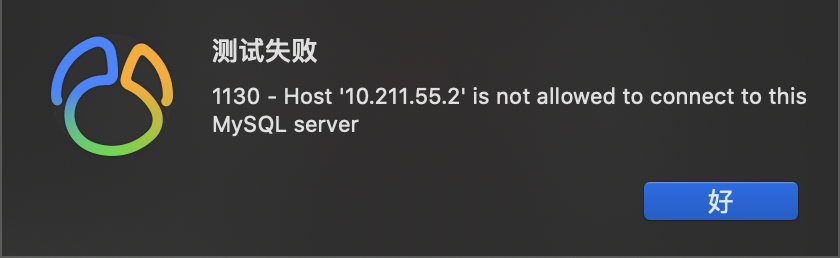 测试失败
1130 - Host '10.211.55.2' is not allowed to connect to this
MySQL server
好